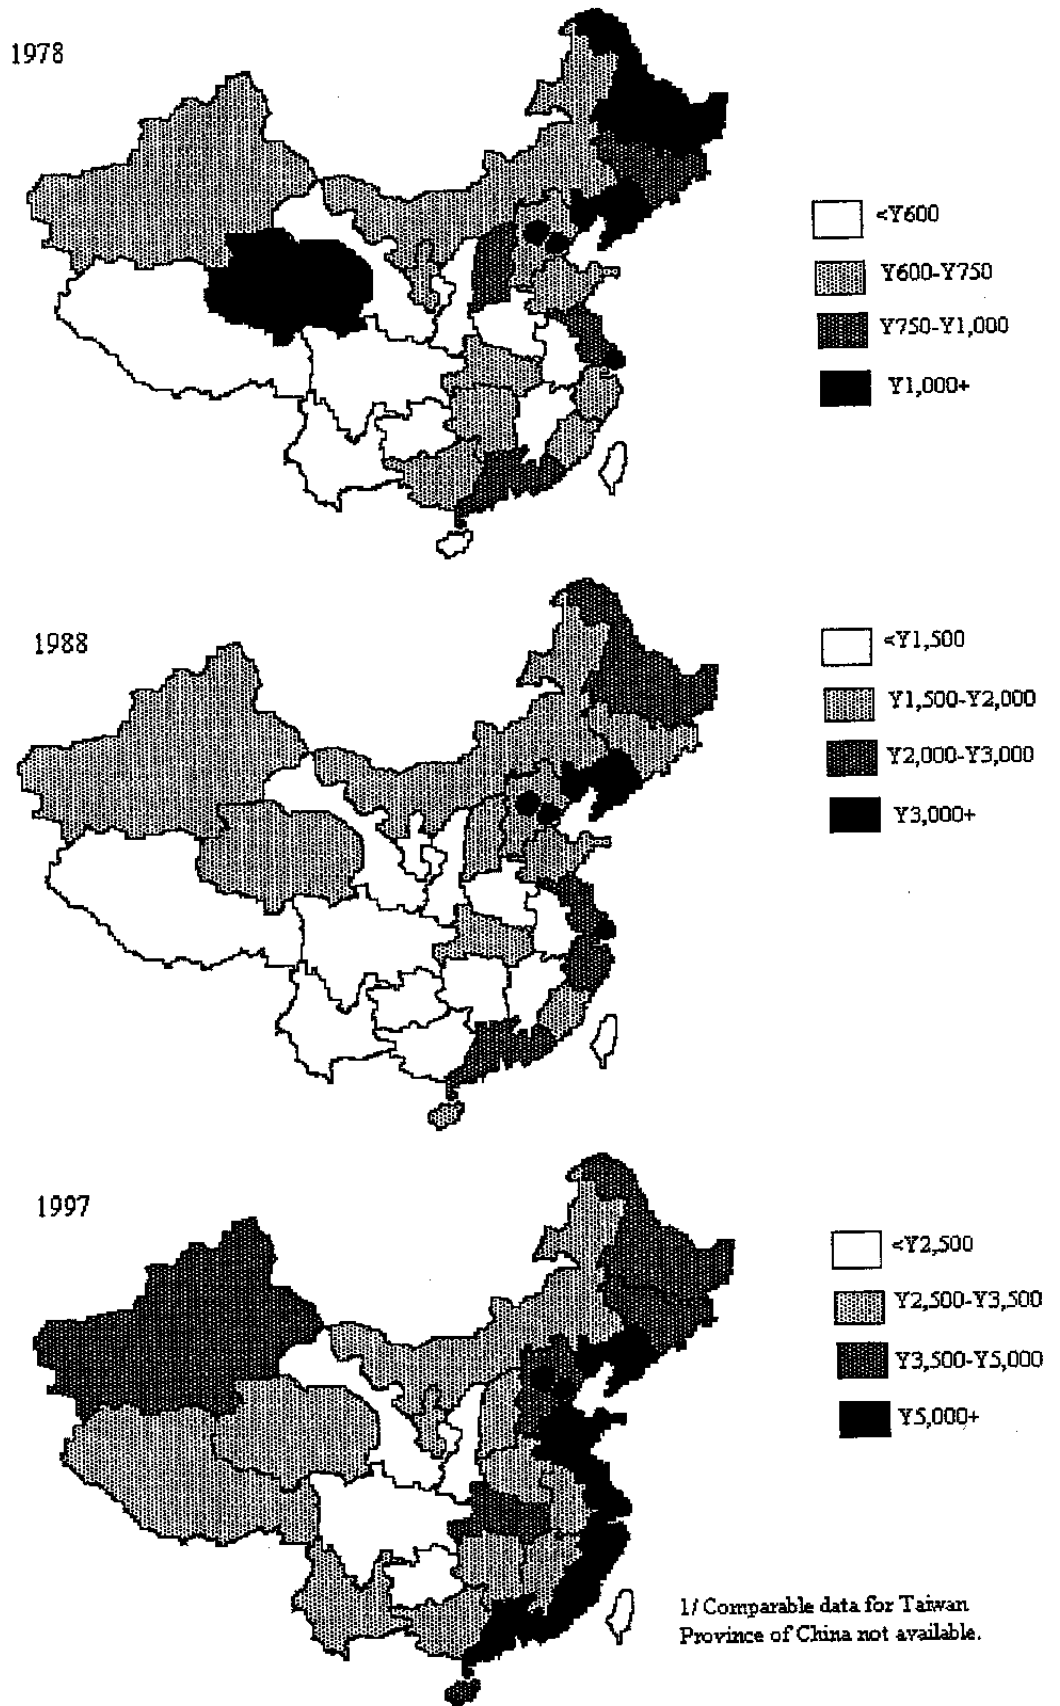 1978
<Y600
Y600-Y750
Y750-Y1,000
Y1,000+
1988
<Y1,500
Y1,500-Y2,000
Y2,000-Y3,000
Y3,000+
1997
<Y2,500
Y2,500-Y3,500
Y3,500-Y5,000
Y5,000+
1/ Comparable data for Taiwan
Province of China not available.